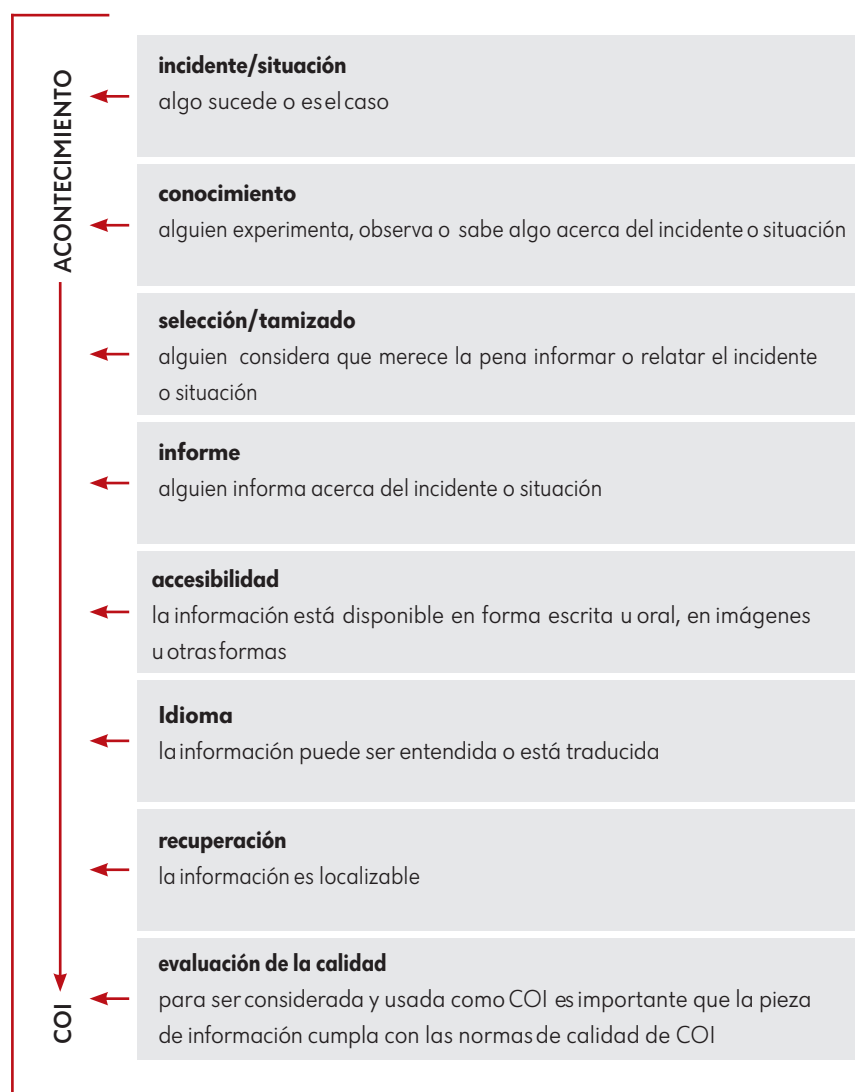 ACONTECIMIENTO
incidente/situación
algo sucede o es el caso
conocimiento
alguien experimenta, observa o sabe algo acerca del incidente o situación
selección/tamizado
alguien considera que merece la pena informar o relatar el incidente
o situación
informe
alguien informa acerca del incidente o situación
accesibilidad
la información está disponible en forma escrita u oral, en imágenes
u otras formas
Idioma
la información puede ser entendida o está traducida
recuperación
la información es localizable
evaluación de la calidad
para ser considerada y usada como COI es importante que la pieza
de información cumpla con las normas de calidad de COI
COI